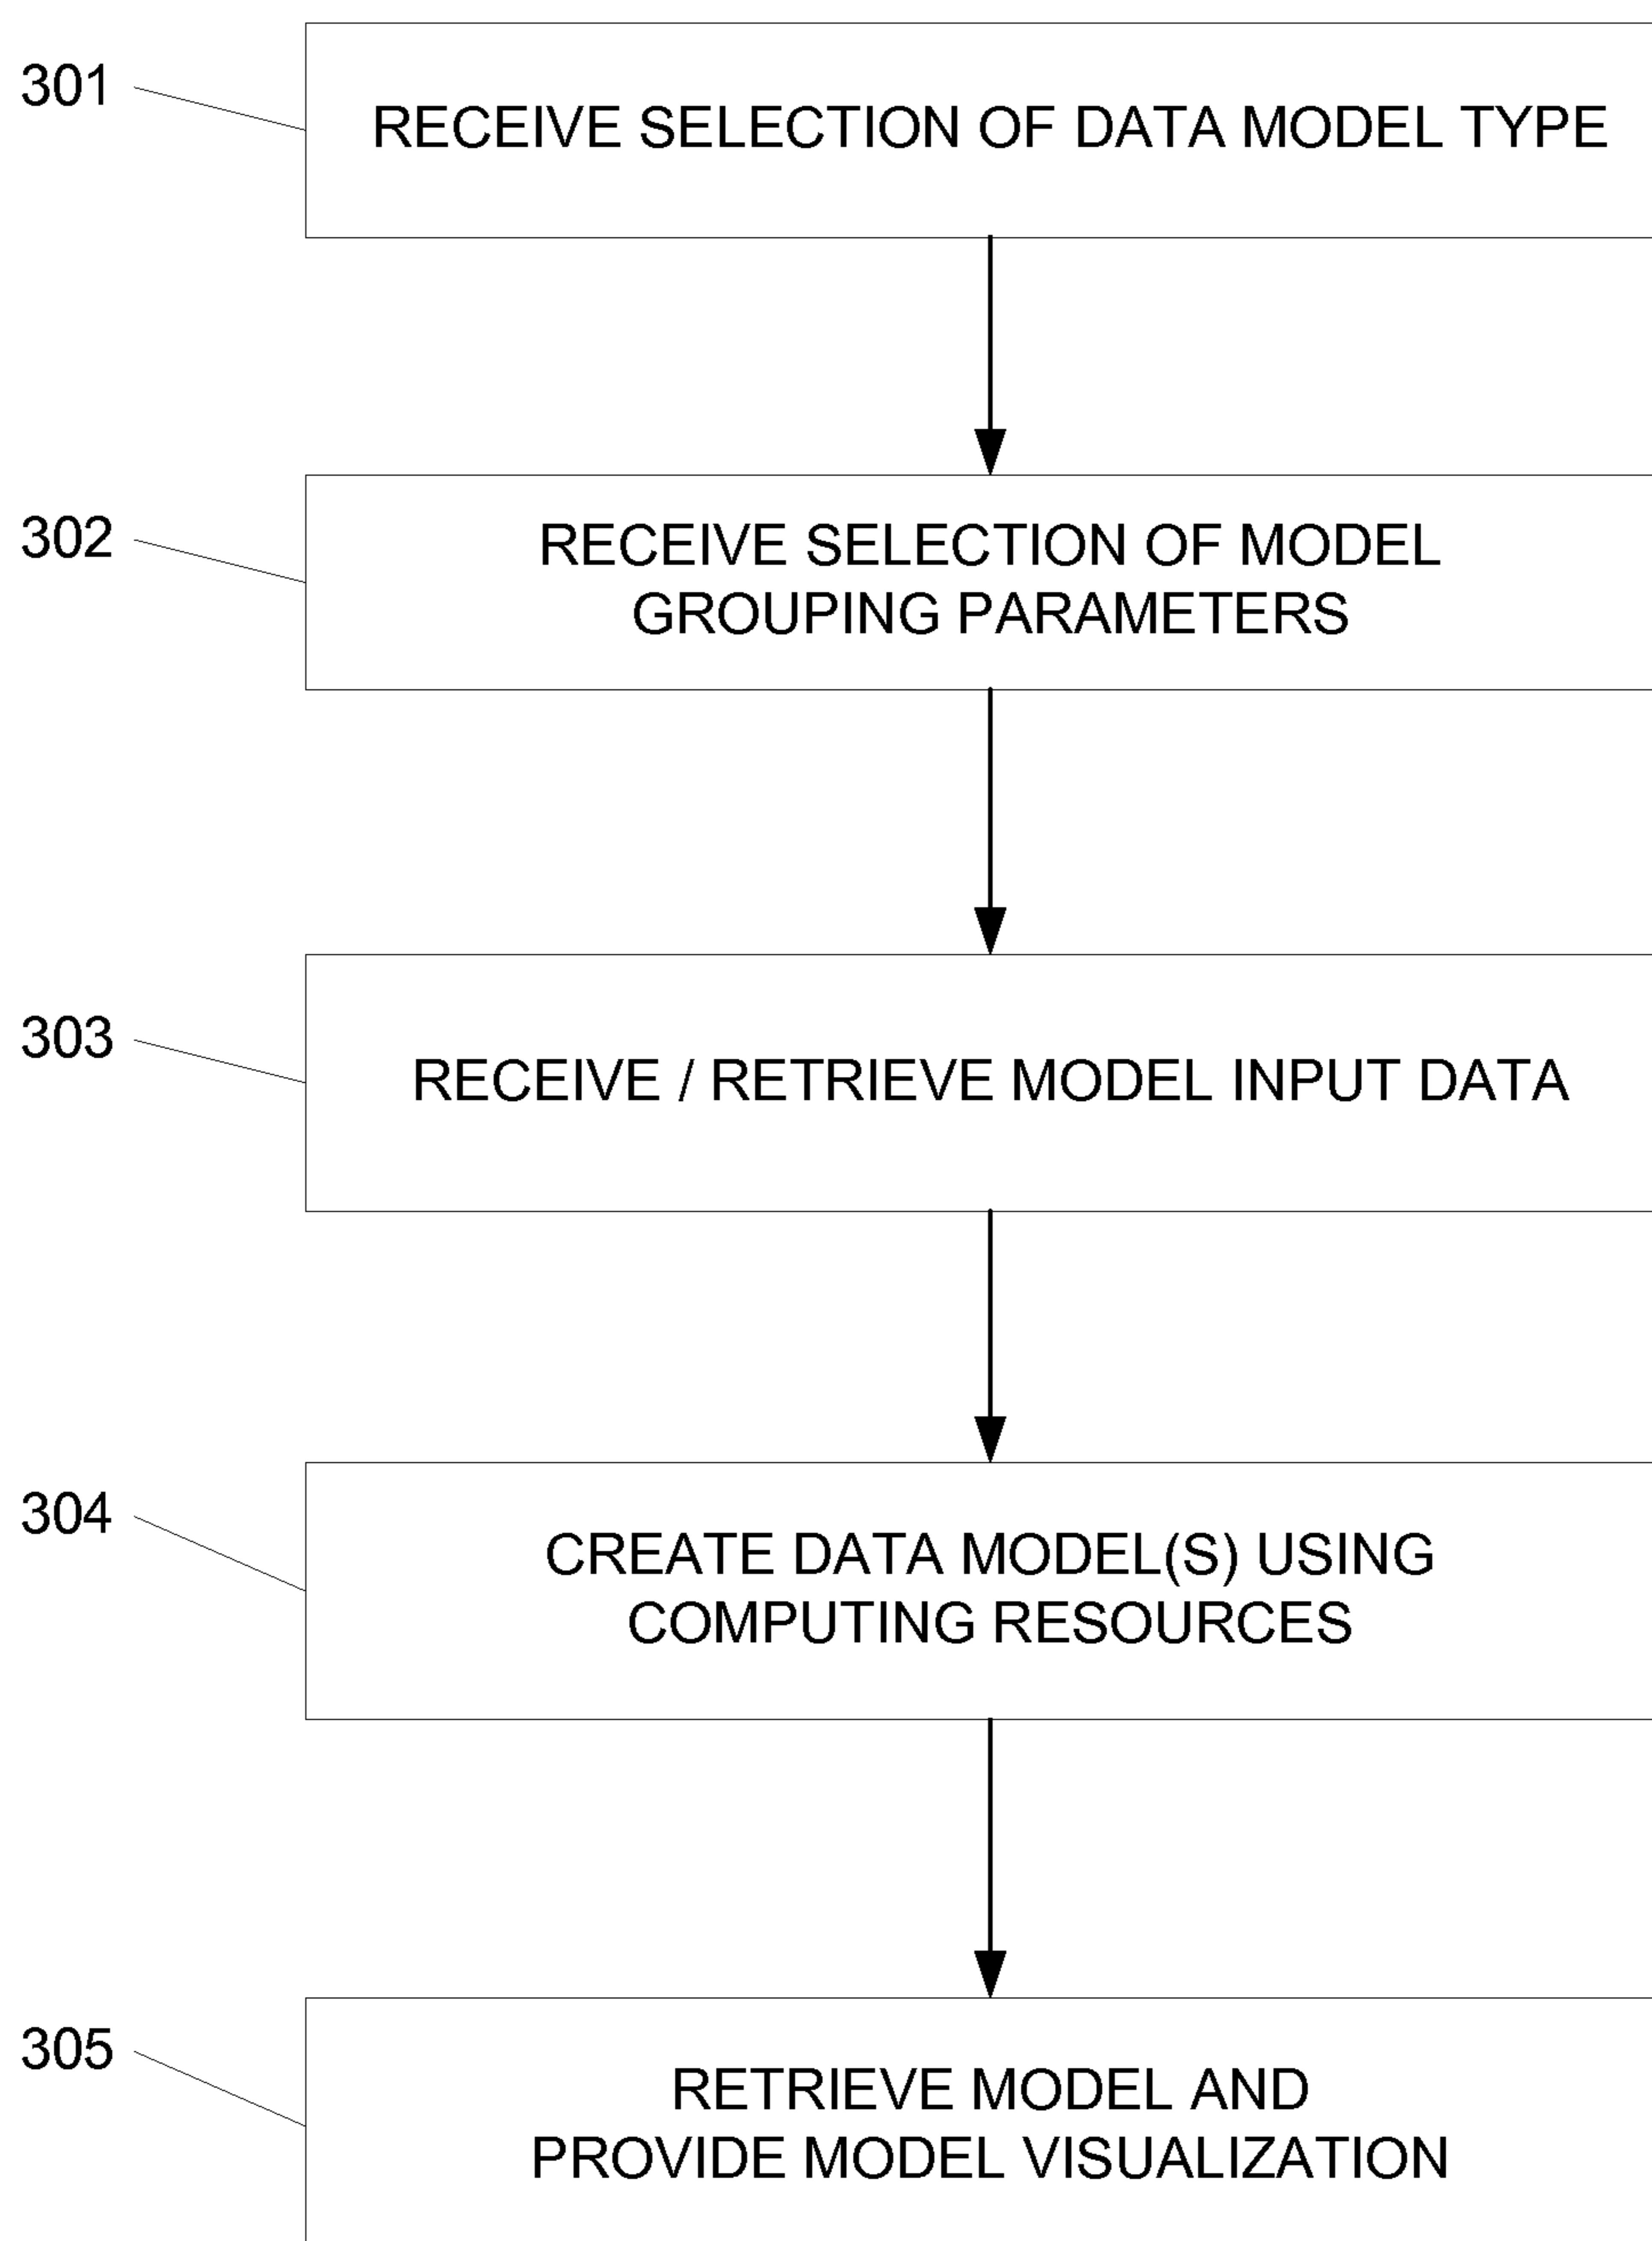 301
RECEIVE SELECTION OF DATA MODEL TYPE
302
RECEIVE SELECTION OF MODEL
GROUPING PARAMETERS
303
RECEIVE / RETRIEVE MODEL INPUT DATA
304
CREATE DATA MODEL(S) USING
COMPUTING RESOURCES
305
RETRIEVE MODEL AND
PROVIDE MODEL VISUALIZATION